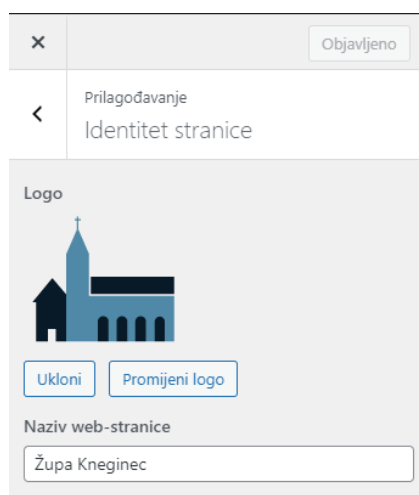 Objavljeno
Prilagođavanje
Identitet stranice
Logo
Ukloni
Promijeni logo
Naziv web-stranice
Župa Kneginec